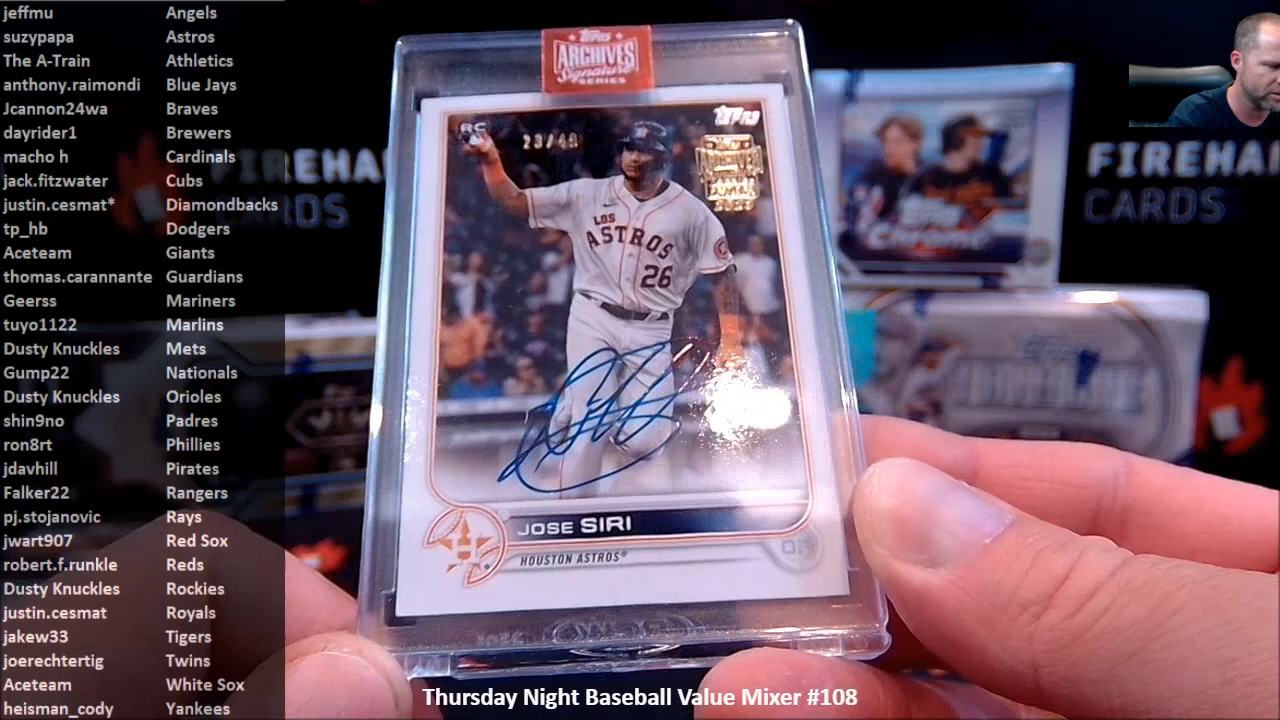 jeffmu Angels
suzypapa Astros
The A-Train Athletics
anthony.raimondi Blue Jays
Jcannon24wa Braves
dayrider1 Brewers
macho h Cardinals
jack.fitzwater Cubs
justin.cesmat* Diamondbacks
tp_hb Dodgers
Aceteam Giants
thomas.carannante Guardians
Geerss Mariners
tuyo1122 Marlins
Dusty Knuckles Mets
Gump22 Nationals
Dusty Knuckles Orioles
shin9no Padres
ron8rt Phillies
jdavhill Pirates
Falker22 Rangers
pj.stojanovic Rays
jwart907 Red Sox
robert.f.runkle Reds
Dusty Knuckles Rockies
justin.cesmat Royals
jakew33 Tigers
joerechtertig Twins
Aceteam White Sox
heisman_cody Yankees
Topps
ARCHIVES
Signature
SERIES
RC
Topps
ARCHIVES
LOS
ASTROS
26
JOSE SIRI
HOUSTON ASTROS®
OF
Topps
Chrome
FIREHA
CARDS
CARDS
Thursday Night Baseball Value Mixer #108